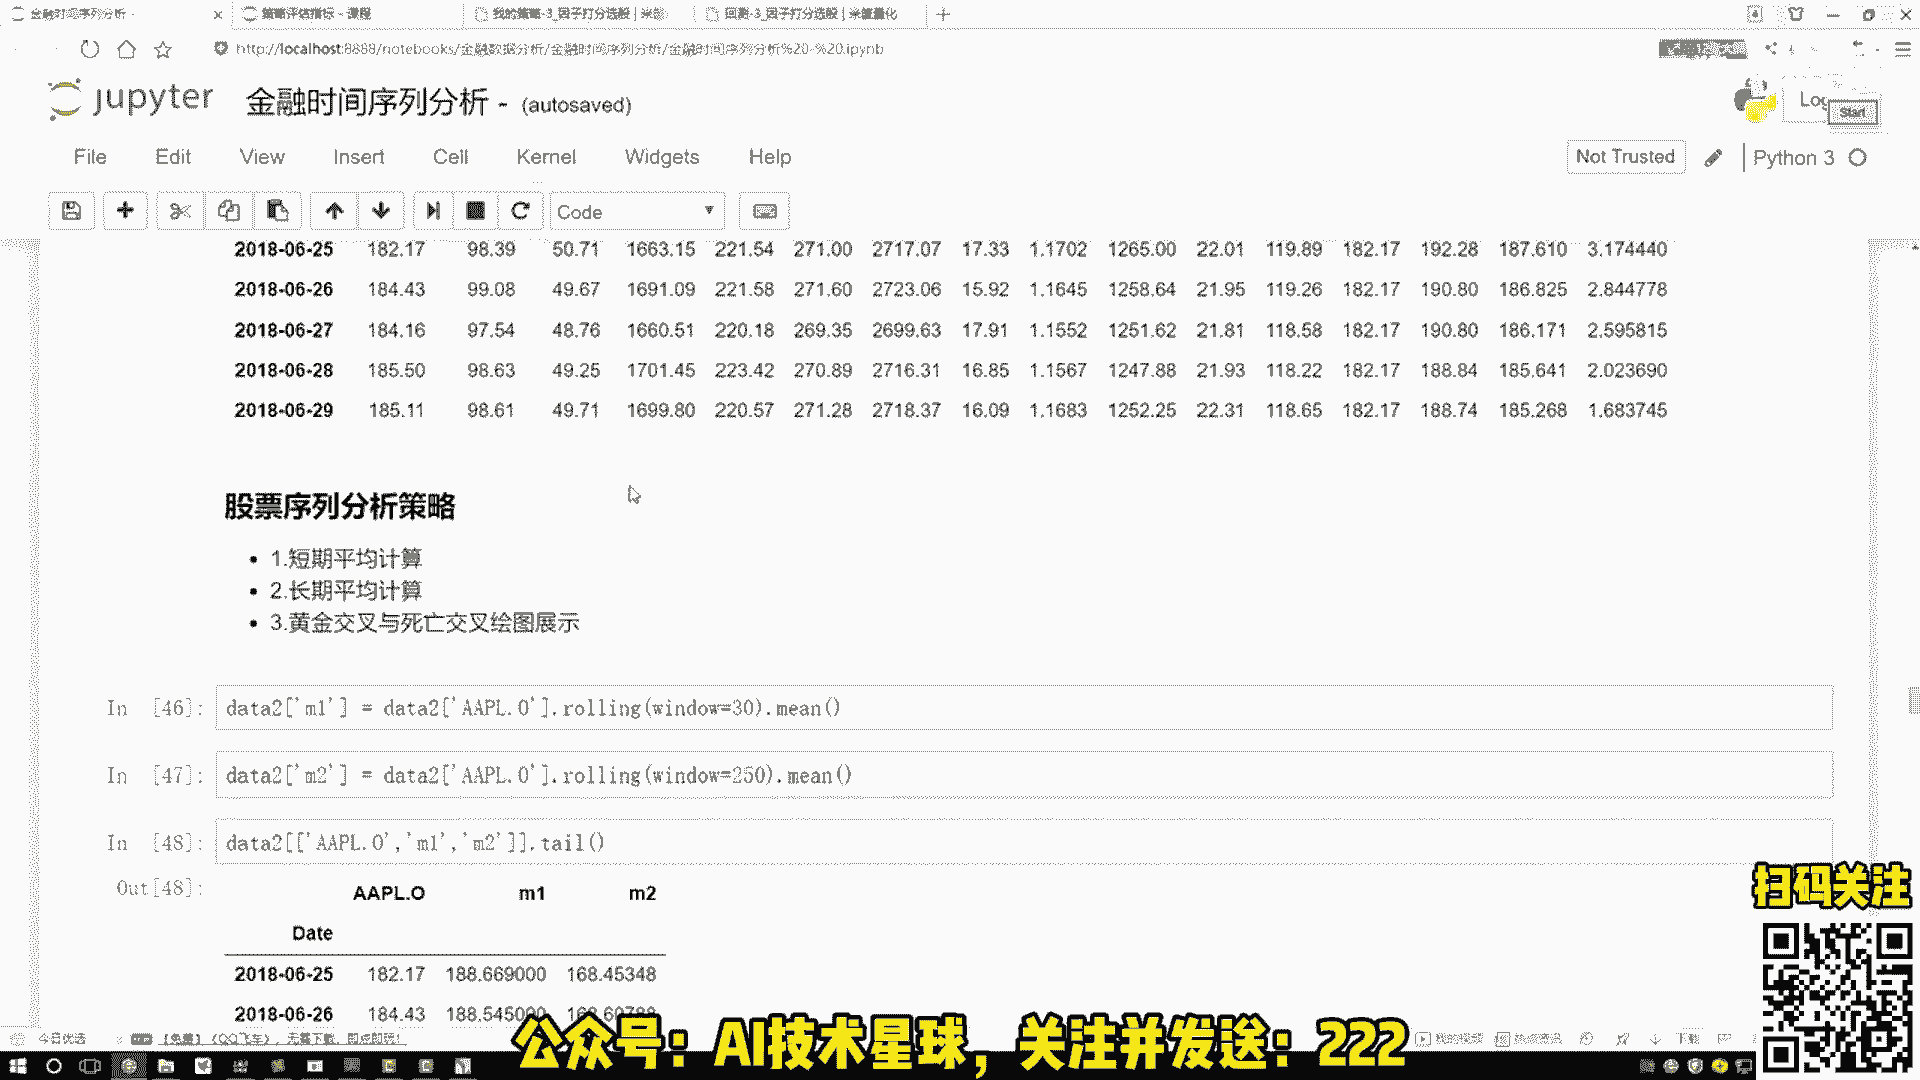 金融时间序列分析 -
策略评估指标 - 课程
我的策略-3_因子打分选股 | 米
回测-3_因子打分选股 | 米筐量化
http://localhost:8888/notebooks/金融数据分析/金融时间序列分析/金融时间序列分析%20-%20.ipynb
jupyter 金融时间序列分析 - (autosaved)
Start
File Edit View Insert Cell Kernel Widgets Help
Not Trusted
Python 3
Code
2018-06-25 182.17 98.39 50.71 1663.15 221.54 271.00 2717.07 17.33 1.1702 1265.00 22.01 119.89 182.17 192.28 187.610 3.174440
2018-06-26 184.43 99.08 49.67 1691.09 221.58 271.60 2723.06 15.92 1.1645 1258.64 21.95 119.26 182.17 190.80 186.825 2.844778
2018-06-27 184.16 97.54 48.76 1660.51 220.18 269.35 2699.63 17.91 1.1552 1251.62 21.81 118.58 182.17 190.80 186.171 2.595815
2018-06-28 185.50 98.63 49.25 1701.45 223.42 270.89 2716.31 16.85 1.1567 1247.88 21.93 118.22 182.17 188.84 185.641 2.023690
2018-06-29 185.11 98.61 49.71 1699.80 220.57 271.28 2718.37 16.09 1.1683 1252.25 22.31 118.65 182.17 188.74 185.268 1.683745
股票序列分析策略
1.短期平均计算
2.长期平均计算
3.黄金交叉与死亡交叉绘图展示
In [46]: data2['m1'] = data2['AAPL.O'].rolling(window=30).mean()
In [47]: data2['m2'] = data2['AAPL.O'].rolling(window=250).mean()
In [48]: data2[['AAPL.O','m1','m2']].tail()
Out[48]:
AAPL.O m1 m2
Date
2018-06-25 182.17 188.669000 168.45348
2018-06-26 184.43 188.545000
扫码关注
今日优选
公众号：AI技术星球，关注并发送：222
我的视频
热点资讯
下载